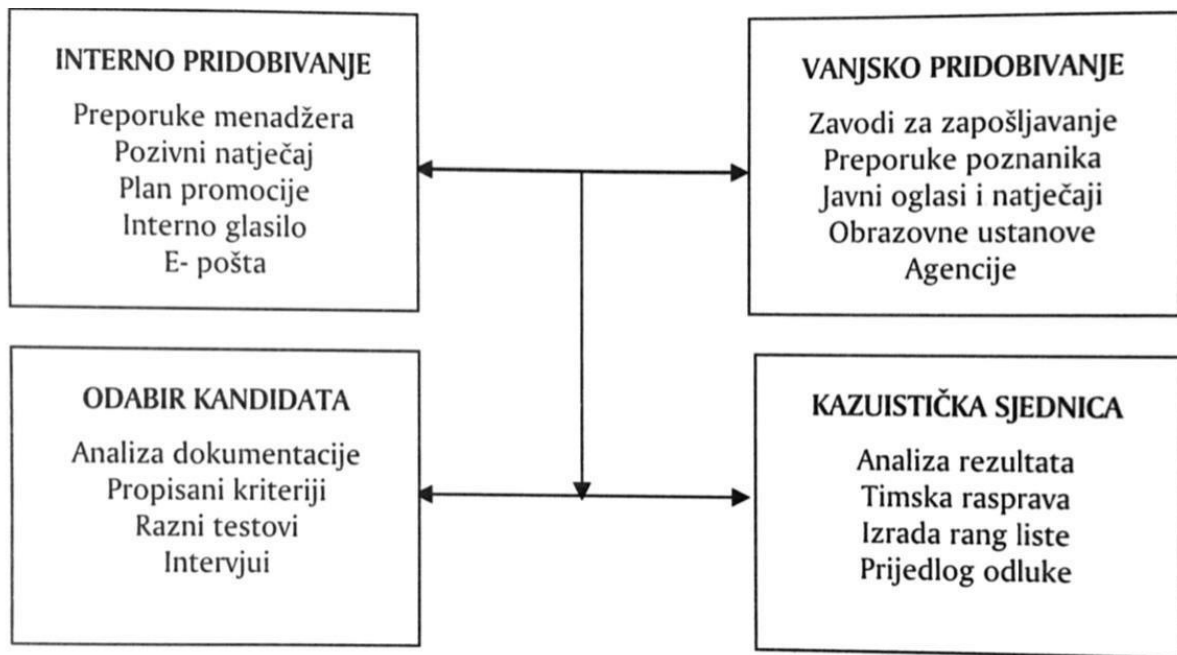 INTERNO PRIDOBIVANJE
Preporuke menadžera
Pozivni natječaj
Plan promocije
Interno glasilo
E- pošta
VANJSKO PRIDOBIVANJE
Zavodi za zapošljavanje
Preporuke poznanika
Javni oglasi i natječaji
Obrazovne ustanove
Agencije
ODABIR KANDIDATA
Analiza dokumentacije
Propisani kriteriji
Razni testovi
Intervjui
KAZUISTIČKA SJEDNICA
Analiza rezultata
Timska rasprava
Izrada rang liste
Prijedlog odluke